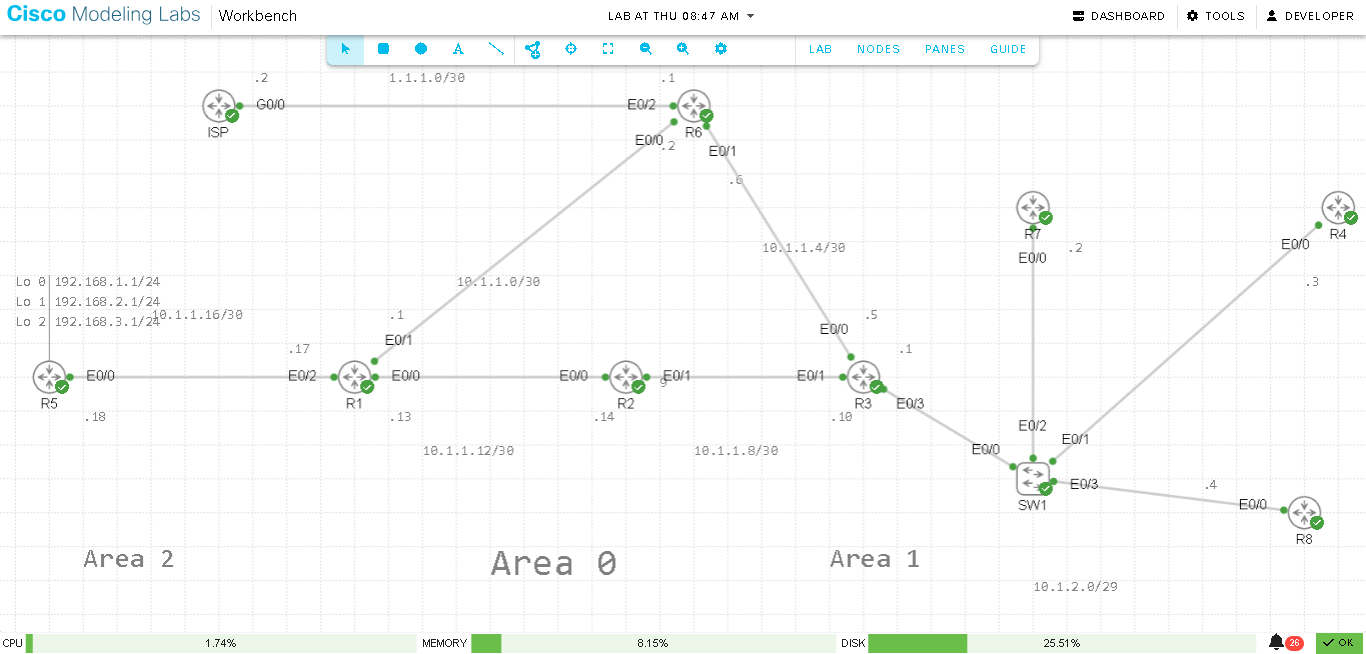 Cisco Modeling Labs Workbench
LAB AT THU 08:47 AM
DASHBOARD
TOOLS
DEVELOPER
LAB NODES PANES GUIDE
.2
1.1.1.0/30
.1
G0/0
E0/2
ISP
R6
E0/0
.2
E0/1
.6
R7
R4
E0/0
.2
E0/0
10.1.1.4/30
10.1.1.0/30
.3
Lo 0 192.168.1.1/24
Lo 1 192.168.2.1/24
Lo 2 192.168.3.1/24
10.1.1.16/30
.1
.5
E0/0
E0/1
.17
.1
E0/0
E0/2
E0/0
E0/0
E0/1
9
E0/1
R5
R1
R2
R3
E0/3
.18
.13
.14
.10
E0/2
E0/1
10.1.1.12/30
10.1.1.8/30
E0/0
E0/3
.4
SW1
E0/0
R8
Area 2
Area 0
Area 1
10.1.2.0/29
CPU 1.74%
MEMORY 8.15%
DISK 25.51%
26
OK